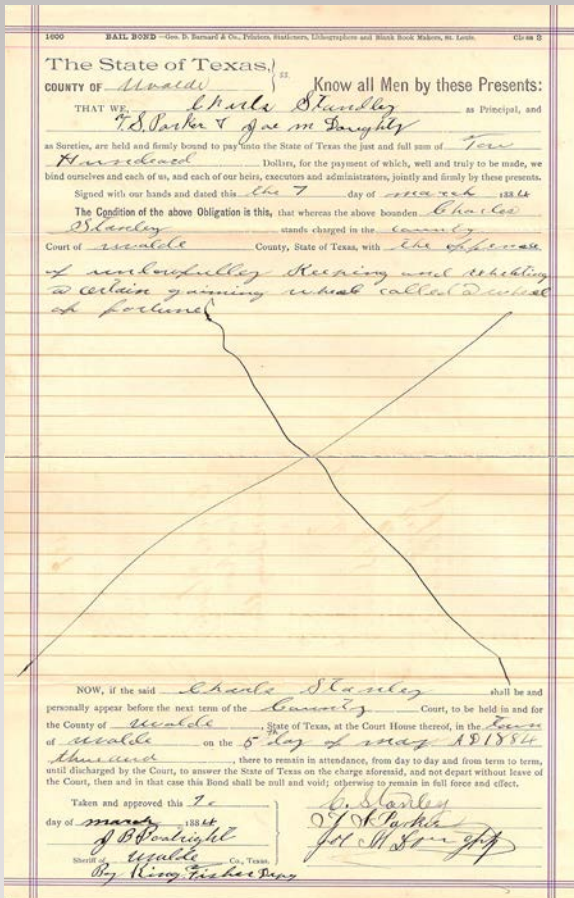 1600 BAIL BOND—Geo. D. Barnard & Co., Printers, Stationers, Lithographers and Blank Book Makers, St. Louis. Class B
The State of Texas, } ss.
COUNTY OF Uvalde Know all Men by these Presents:
THAT WE, Charls Standley as Principal, and
T. S. Parker & Joe M Doughty
as Sureties, are held and firmly bound to pay unto the State of Texas the just and full sum of Tow
Hundeard Dollars, for the payment of which, well and truly to be made, we
bind ourselves and each of us, and each of our heirs, executors and administrators, jointly and firmly by these presents.
Signed with our hands and dated this the 7 day of march 1884
The Condition of the above Obligation is this, that whereas the above bounden Charles
Stanley stands charged in the county
Court of uvalde County, State of Texas, with the offense
of unlawfully Keeping and
a certain gaiming wheal called a wheel
of fortune
NOW, if the said Charls Stanley shall be and
personally appear before the next term of the County Court, to be held in and for
the County of uvalde, State of Texas, at the Court House thereof, in the Town
of uvalde on the 5th day of may AD 1884
, there to remain in attendance, from day to day and from term to term,
until discharged by the Court, to answer the State of Texas on the charge aforesaid, and not depart without leave of
the Court, then and in that case this Bond shall be null and void; otherwise to remain in full force and effect.
Taken and approved this 7 C. Stanley
day of march 1884 Parker
J B Boatright Joe M Doughty
Sheriff of uvalde Co., Texas.
By King Fisher Depy